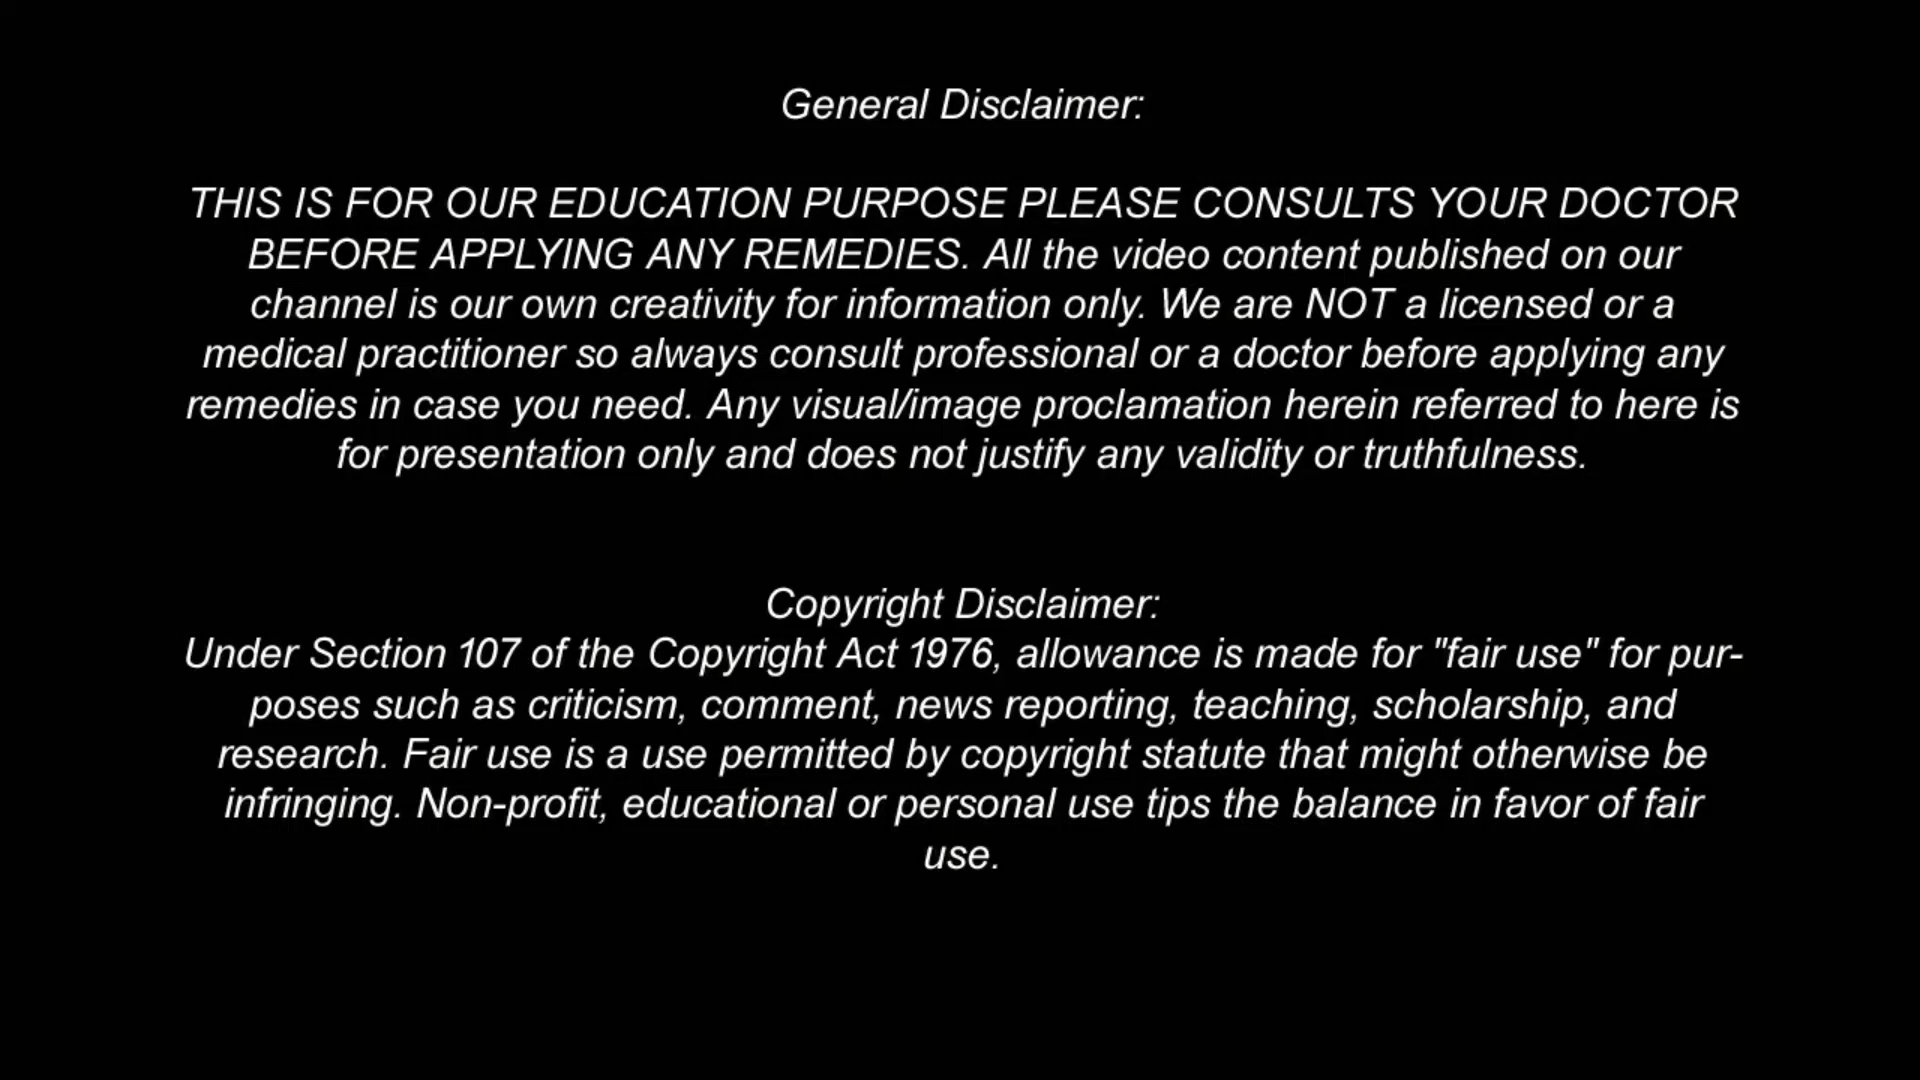 General Disclaimer:
THIS IS FOR OUR EDUCATION PURPOSE PLEASE CONSULTS YOUR DOCTOR
BEFORE APPLYING ANY REMEDIES. All the video content published on our
channel is our own creativity for information only. We are NOT a licensed or a
medical practitioner so always consult professional or a doctor before applying any
remedies in case you need. Any visual/image proclamation herein referred to here is
for presentation only and does not justify any validity or truthfulness.
Copyright Disclaimer:
Under Section 107 of the Copyright Act 1976, allowance is made for "fair use" for pur-
poses such as criticism, comment, news reporting, teaching, scholarship, and
research. Fair use is a use permitted by copyright statute that might otherwise be
infringing. Non-profit, educational or personal use tips the balance in favor of fair
use.